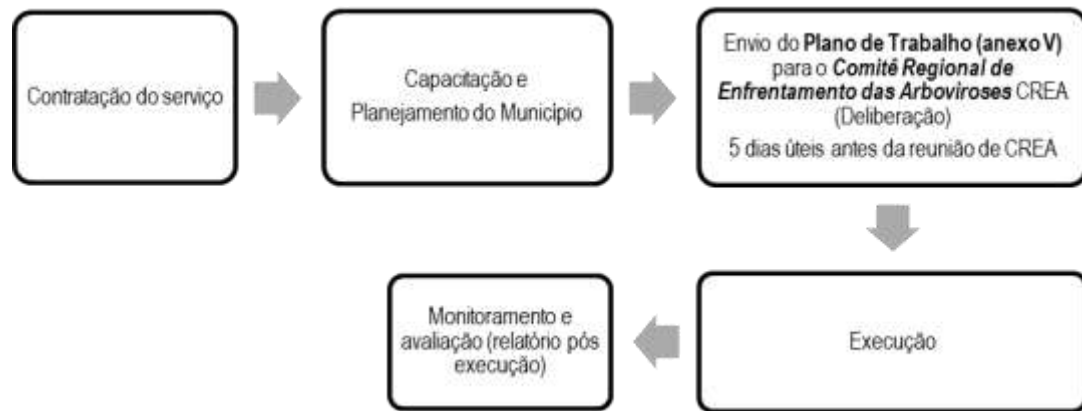 Contratação do serviço
Capacitação e
Planejamento do Município
Envio do Plano de Trabalho (anexo V)
para o Comitê Regional de
Enfrentamento das Arboviroses CREA
(Deliberação)
5 dias úteis antes da reunião de CREA
Monitoramento e
avaliação (relatório pós
execução)
Execução